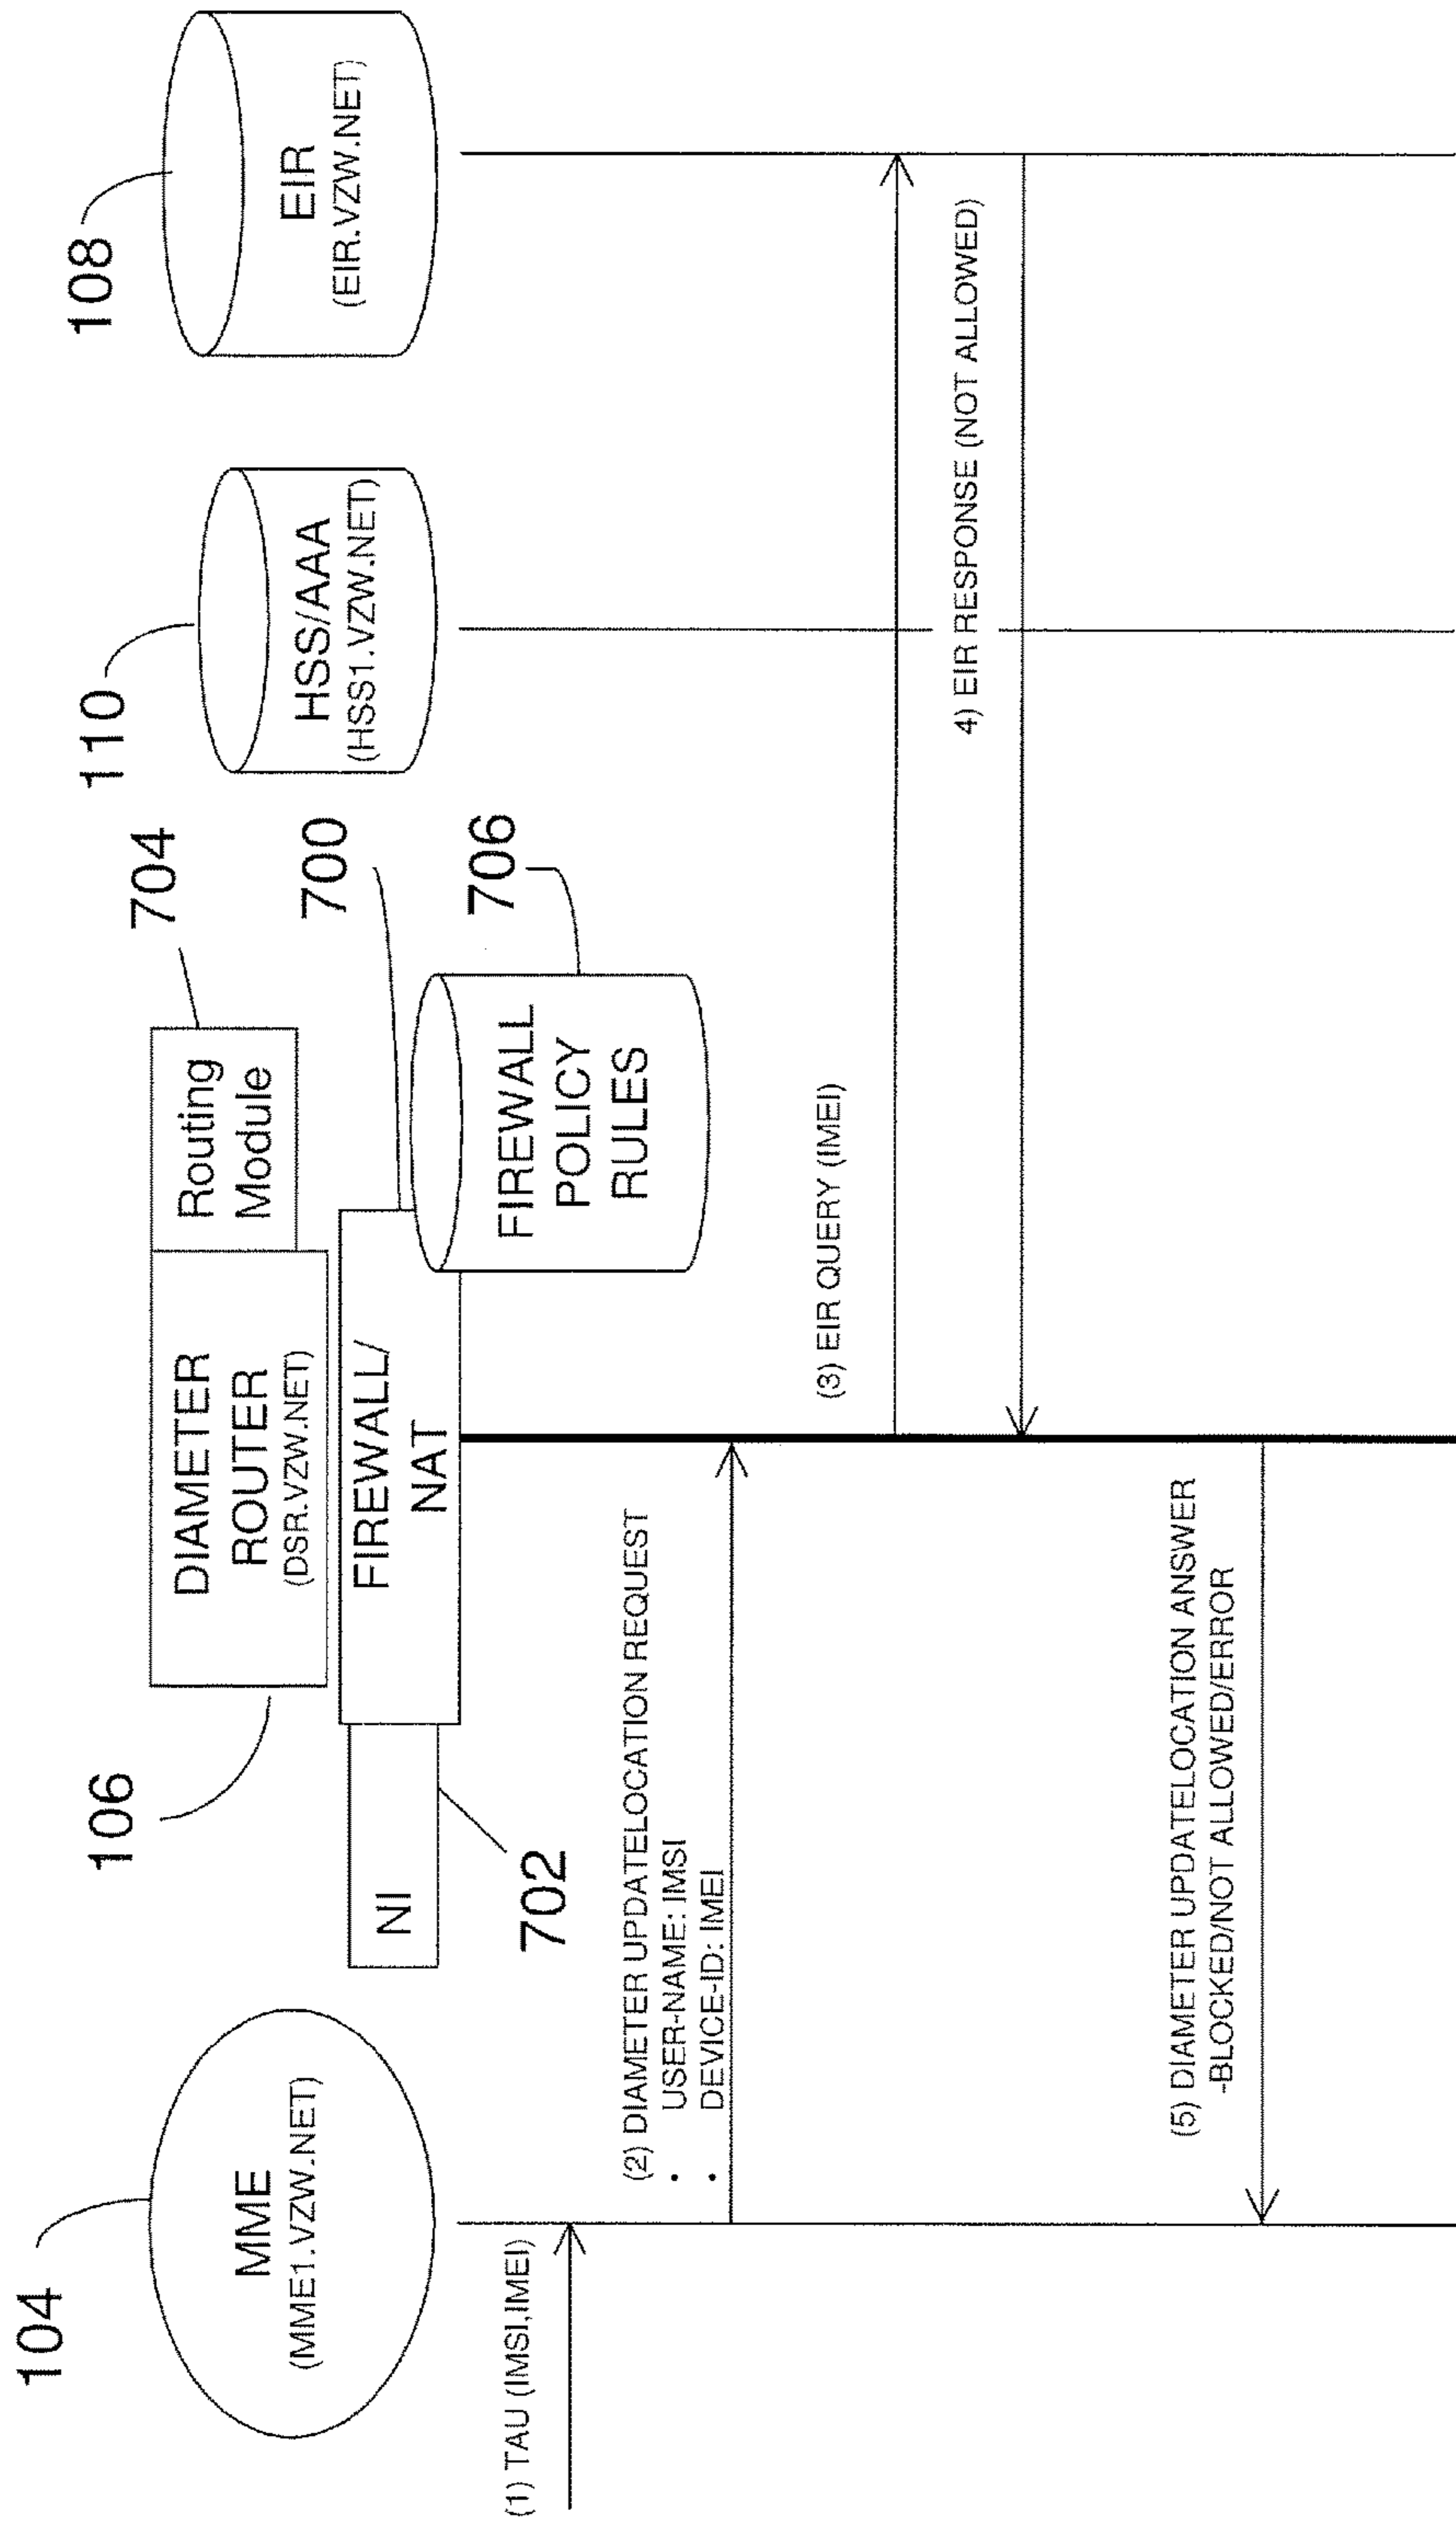 104
MME
(MME1.VZW.NET)
106
DIAMETER
ROUTER
(DSR.VZW.NET)
Routing
Module
704
NI
702
FIREWALL/
NAT
700
FIREWALL
POLICY
RULES
706
110
HSS/AAA
(HSS1.VZW.NET)
108
EIR
(EIR.VZW.NET)
(1) TAU (IMSI,IMEI)
(2) DIAMETER UPDATELOCATION REQUEST
• USER-NAME: IMSI
• DEVICE-ID: IMEI
(3) EIR QUERY (IMEI)
4) EIR RESPONSE (NOT ALLOWED)
(5) DIAMETER UPDATELOCATION ANSWER
-BLOCKED/NOT ALLOWED/ERROR